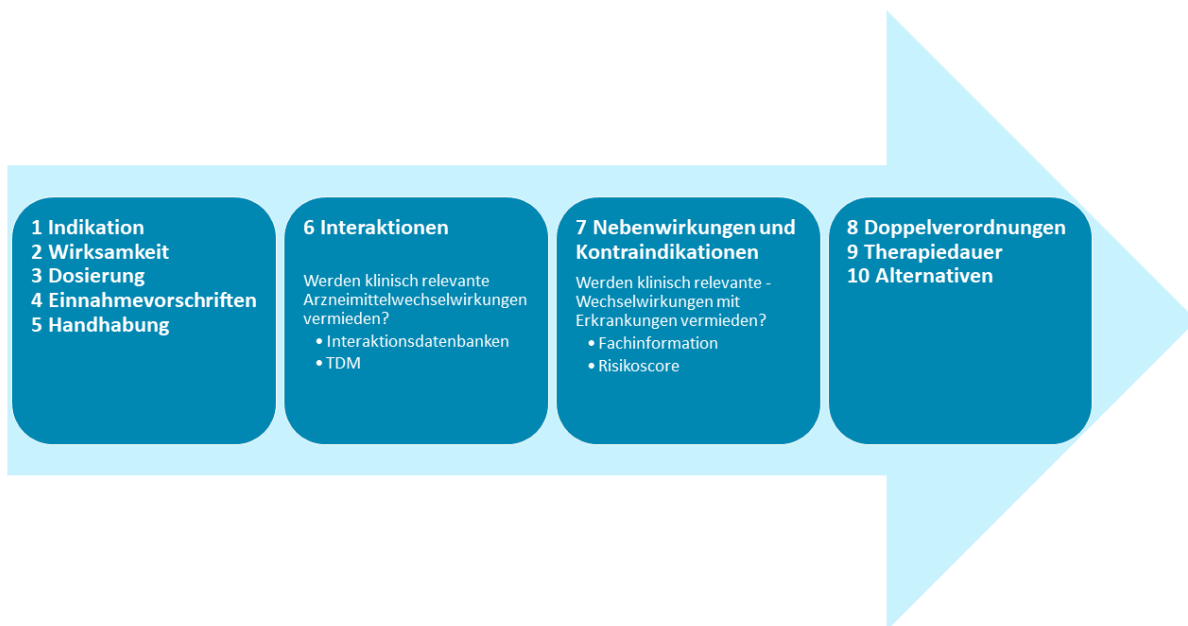 1 Indikation
2 Wirksamkeit
3 Dosierung
4 Einnahmevorschriften
5 Handhabung
6 Interaktionen
Werden klinisch relevante
Arzneimittelwechselwirkungen
vermieden?
• Interaktionsdatenbanken
• TDM
7 Nebenwirkungen und
Kontraindikationen
Werden klinisch relevante -
Wechselwirkungen mit
Erkrankungen vermieden?
• Fachinformation
• Risikoscore
8 Doppelverordnungen
9 Therapiedauer
10 Alternativen